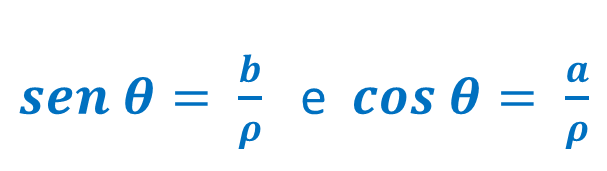 sen θ = b/ρ e cos θ = a/ρ